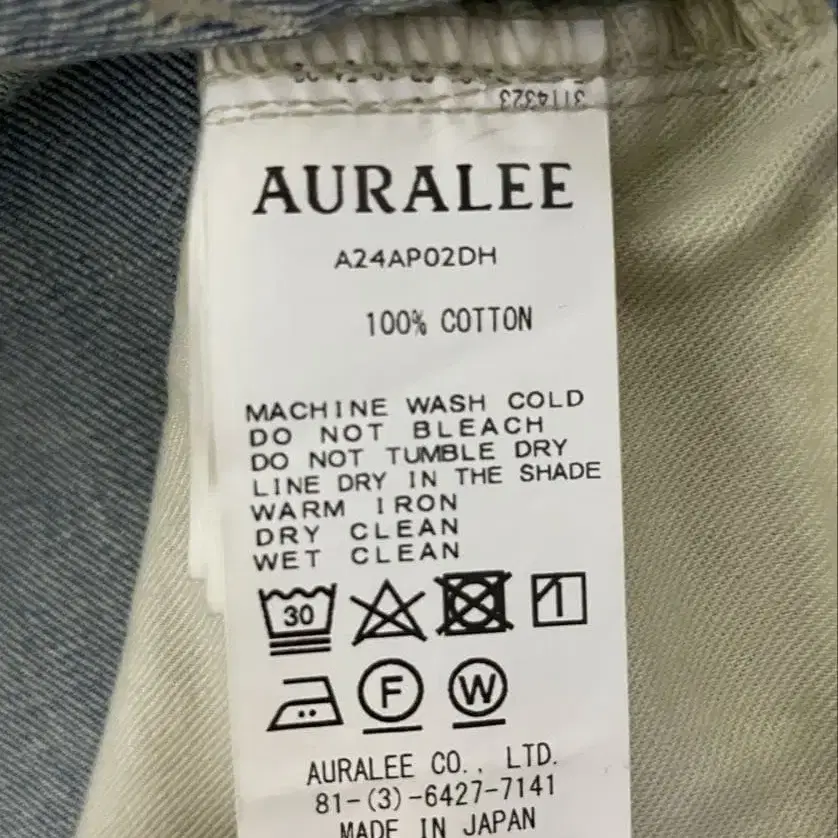 3114323
AURALEE
A24AP02DH
100% COTTON
MACHINE WASH COLD
DO NOT BLEACH
DO NOT TUMBLE DRY
LINE DRY IN THE SHADE
WARM IRON
DRY CLEAN
WET CLEAN
30
F
W
AURALEE CO., LTD.
81-(3)-6427-7141
MADE IN JAPAN